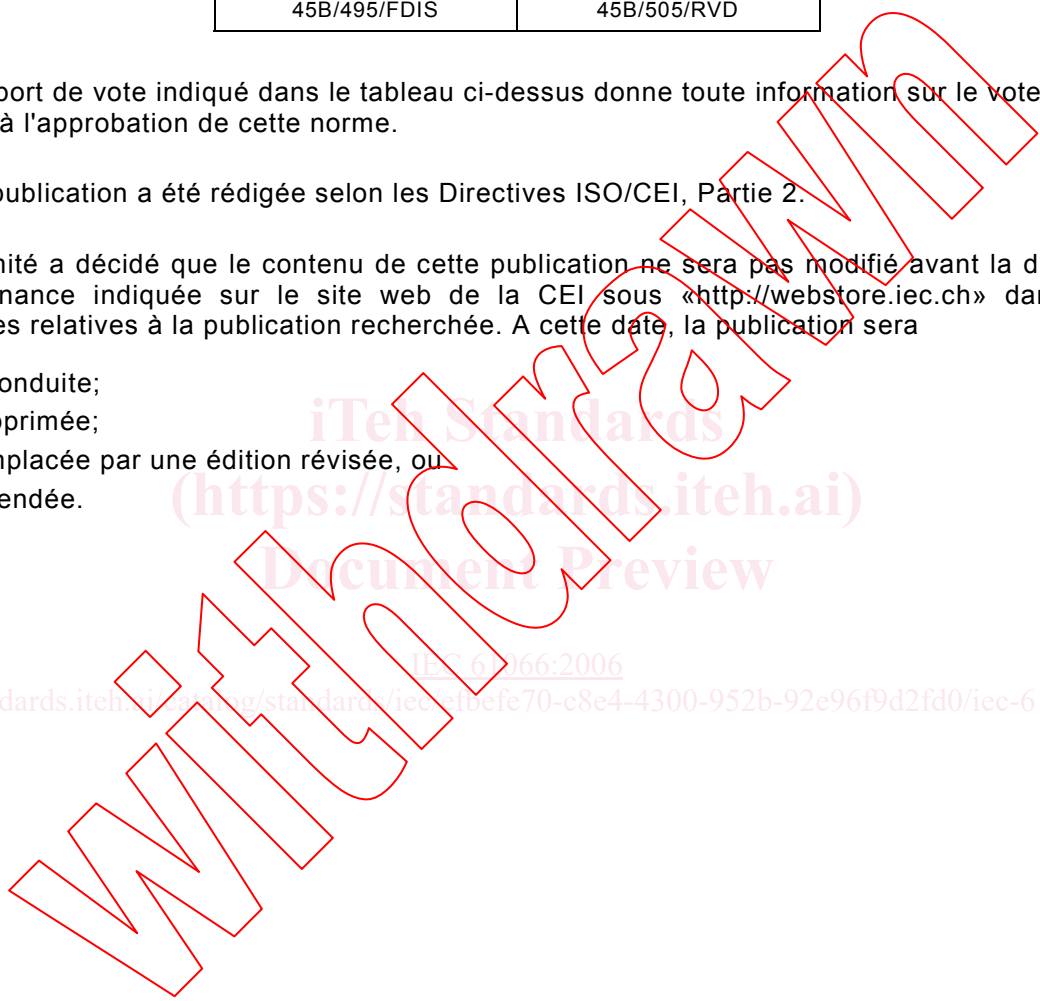 45B/495/FDIS 45B/505/RVD
port de vote indiqué dans le tableau ci-dessus donne toute information sur le vote
à l'approbation de cette norme.
publication a été rédigée selon les Directives ISO/CEI, Partie 2.
mité a décidé que le contenu de cette publication ne sera pas modifié avant la d
nance indiquée sur le site web de la CEI sous «http://webstore.iec.ch» dan
es relatives à la publication recherchée. A cette date, la publication sera
onduite;
pprimée;
mplacée par une édition révisée, ou
endée.
iTeh Standards
(https://standards.iteh.ai)
Document Preview
IEC 61066:2006
dards.iteh.ai/catalog/standards/iec/efbefe70-c8e4-4300-952b-92e96f9d2fd0/iec-6
withdrawn